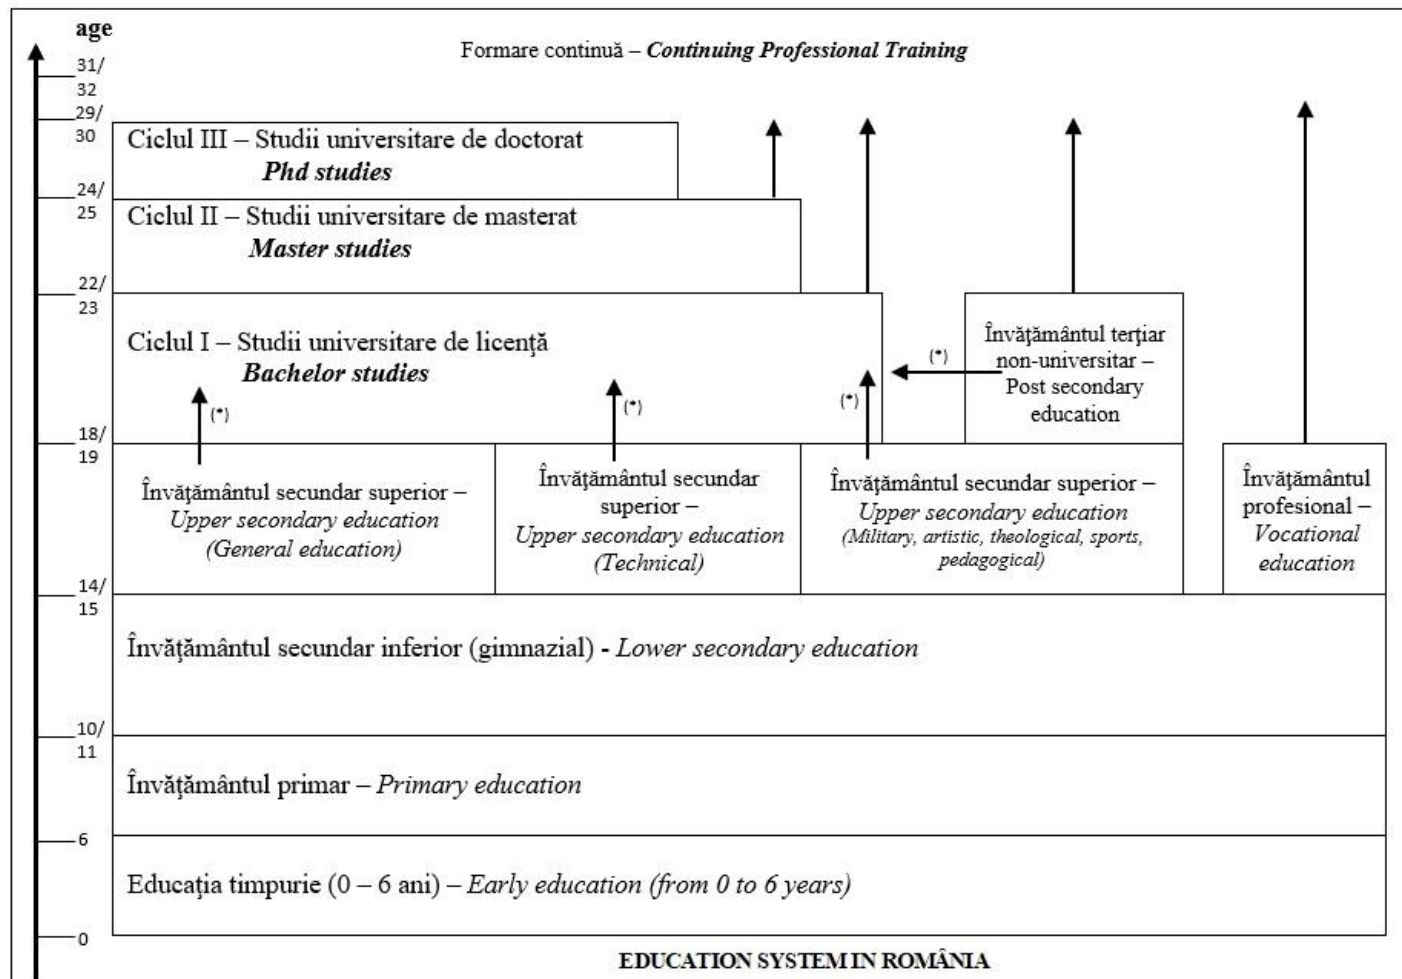 age
Formare continuă – Continuing Professional Training
31/
32
29/
30
Ciclul III – Studii universitare de doctorat
Phd studies
24/
25
Ciclul II – Studii universitare de masterat
Master studies
22/
23
Ciclul I – Studii universitare de licenţă
Bachelor studies
(*)
(*)
(*)
(*)
Învăţământul terţiar
non-universitar –
Post secondary
education
18/
19
Învăţământul secundar superior –
Upper secondary education
(General education)
Învăţământul secundar
superior –
Upper secondary education
(Technical)
Învăţământul secundar superior –
Upper secondary education
(Military, artistic, theological, sports,
pedagogical)
Învăţământul
profesional –
Vocational
education
14/
15
Învăţământul secundar inferior (gimnazial) - Lower secondary education
10/
11
Învăţământul primar – Primary education
6
Educaţia timpurie (0 – 6 ani) – Early education (from 0 to 6 years)
0
EDUCATION SYSTEM IN ROMÂNIA